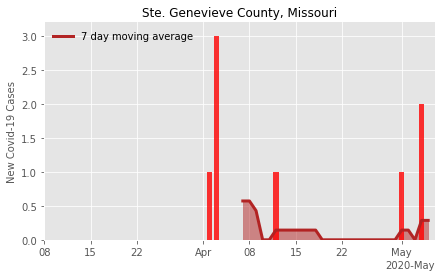 Ste. Genevieve County, Missouri
7 day moving average
New Covid-19 Cases
3.0
2.5
2.0
1.5
1.0
0.5
0.0
08 15 22 Apr 08 15 22 May
2020-May